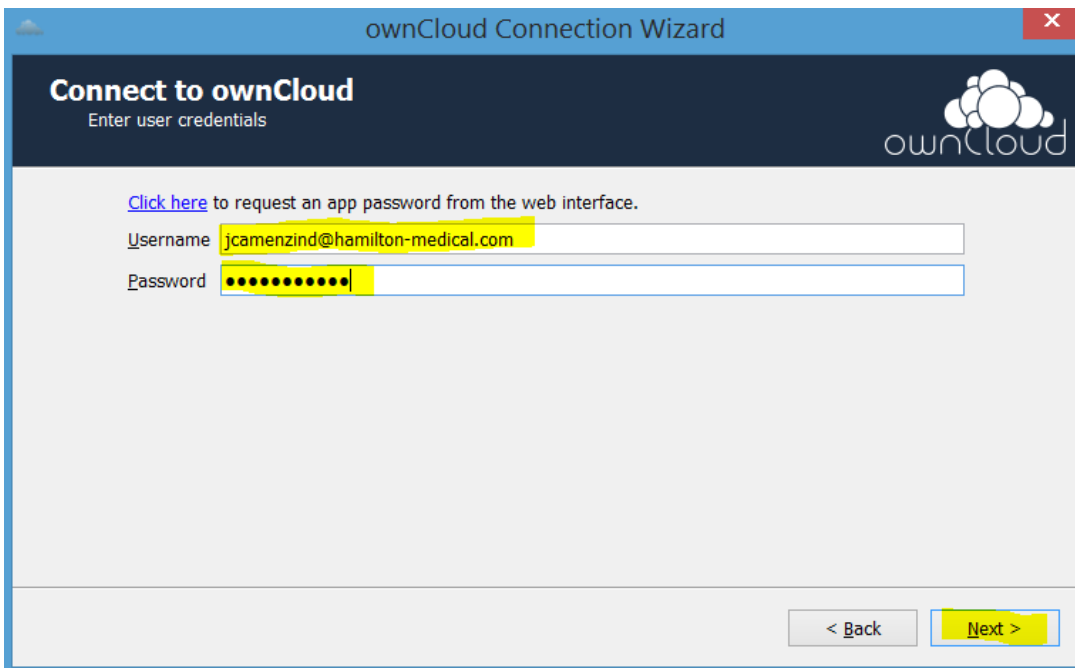 ownCloud Connection Wizard
Connect to ownCloud
Enter user credentials
ownCloud
Click here to request an app password from the web interface.
Username jcamenzind@hamilton-medical.com
Password ●●●●●●●●●●●
< Back Next >